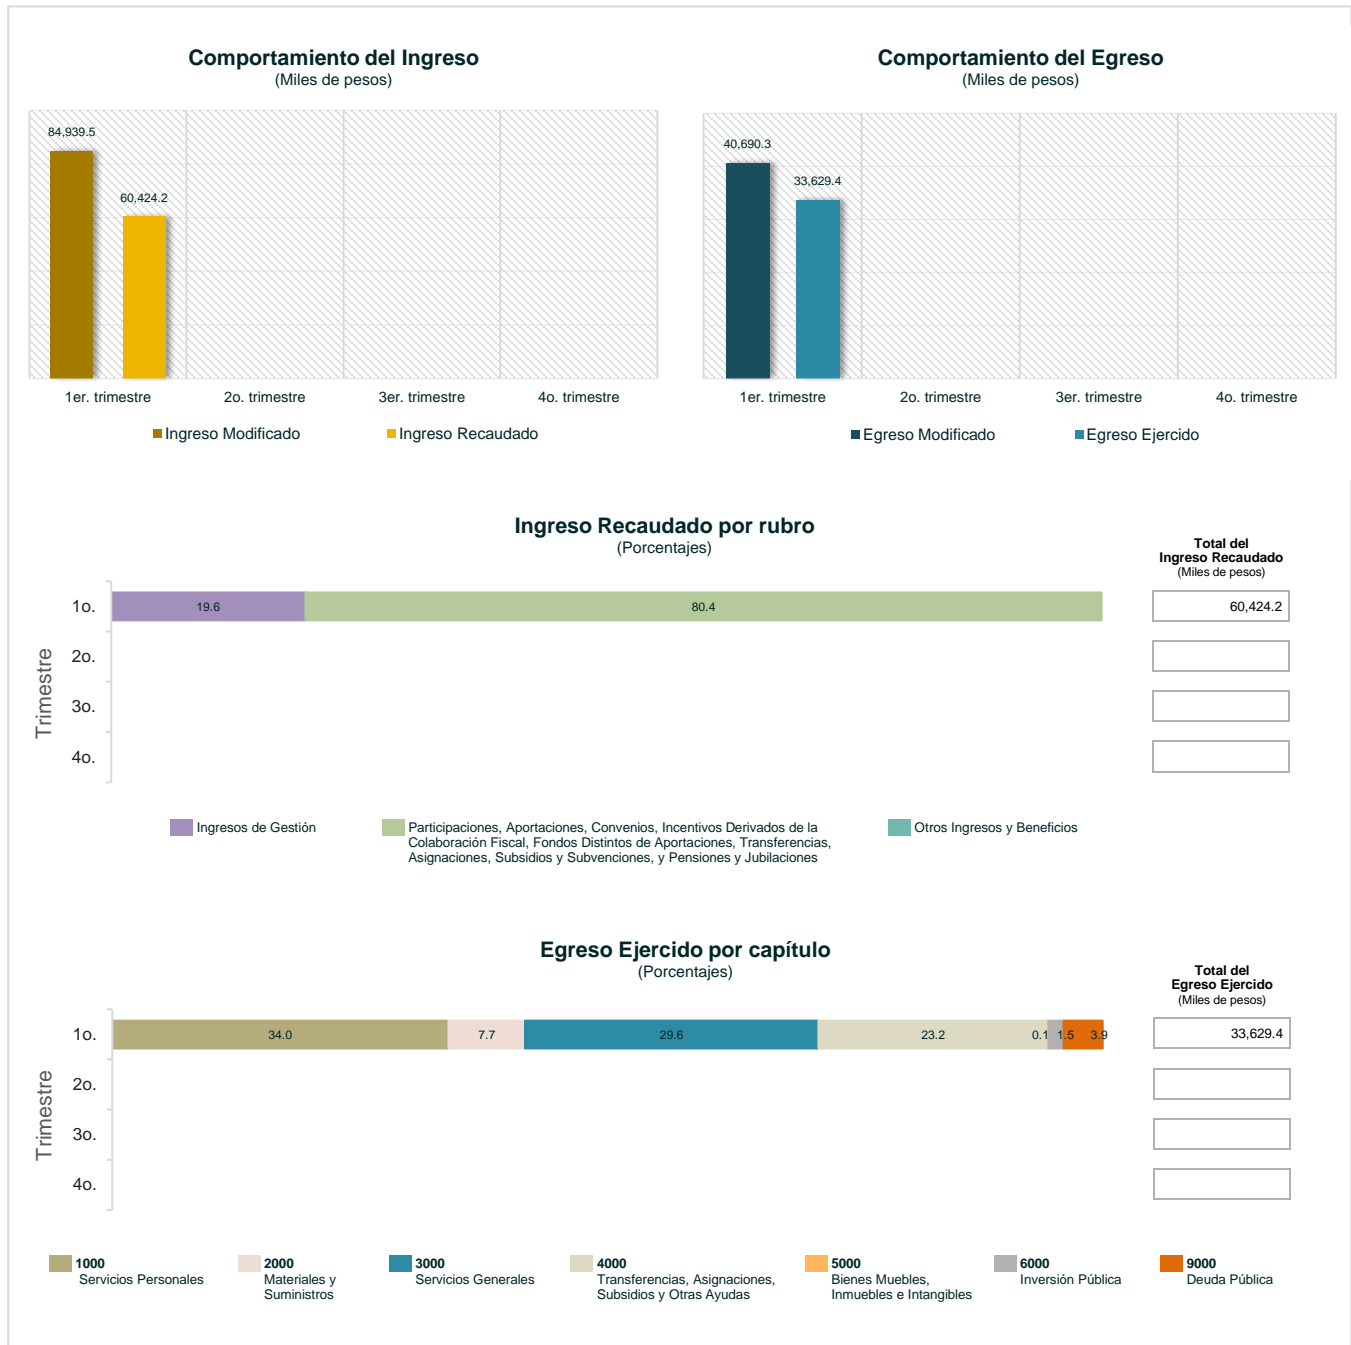 Comportamiento del Ingreso
(Miles de pesos)
84,939.5
60,424.2
1er. trimestre
2o. trimestre
3er. trimestre
4o. trimestre
Ingreso Modificado
Ingreso Recaudado
Comportamiento del Egreso
(Miles de pesos)
40,690.3
33,629.4
1er. trimestre
2o. trimestre
3er. trimestre
4o. trimestre
Egreso Modificado
Egreso Ejercido
Ingreso Recaudado por rubro
(Porcentajes)
Total del
Ingreso Recaudado
(Miles de pesos)
Trimestre
1o.
19.6
80.4
60,424.2
2o.
3o.
4o.
Ingresos de Gestión
Participaciones, Aportaciones, Convenios, Incentivos Derivados de la
Colaboración Fiscal, Fondos Distintos de Aportaciones, Transferencias,
Asignaciones, Subsidios y Subvenciones, y Pensiones y Jubilaciones
Otros Ingresos y Beneficios
Egreso Ejercido por capítulo
(Porcentajes)
Total del
Egreso Ejercido
(Miles de pesos)
Trimestre
1o.
34.0
7.7
29.6
23.2
0.1
1.5
3.9
33,629.4
2o.
3o.
4o.
1000
Servicios Personales
2000
Materiales y
Suministros
3000
Servicios Generales
4000
Transferencias, Asignaciones,
Subsidios y Otras Ayudas
5000
Bienes Muebles,
Inmuebles e Intangibles
6000
Inversión Pública
9000
Deuda Pública